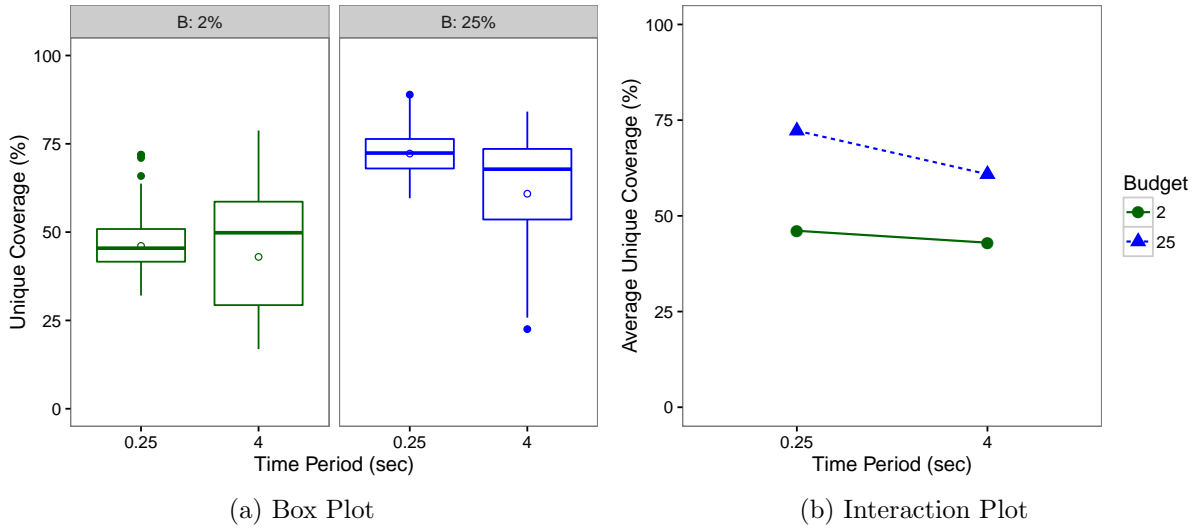 B: 2%
B: 25%
Unique Coverage (%)
100
75
50
25
0
0.25
4
0.25
4
Time Period (sec)
(a) Box Plot
Average Unique Coverage (%)
100
75
50
25
0
0.25
4
Time Period (sec)
Budget
2
25
(b) Interaction Plot